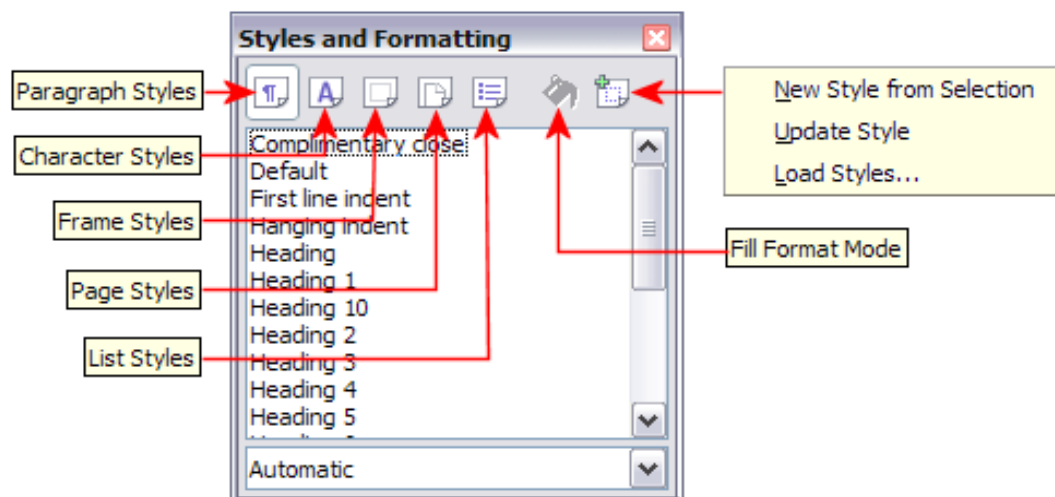 Styles and Formatting
Paragraph Styles
Character Styles
Frame Styles
Page Styles
List Styles
New Style from Selection
Update Style
Load Styles...
Fill Format Mode
Complimentary close
Default
First line indent
Hanging indent
Heading
Heading 1
Heading 10
Heading 2
Heading 3
Heading 4
Heading 5
Automatic